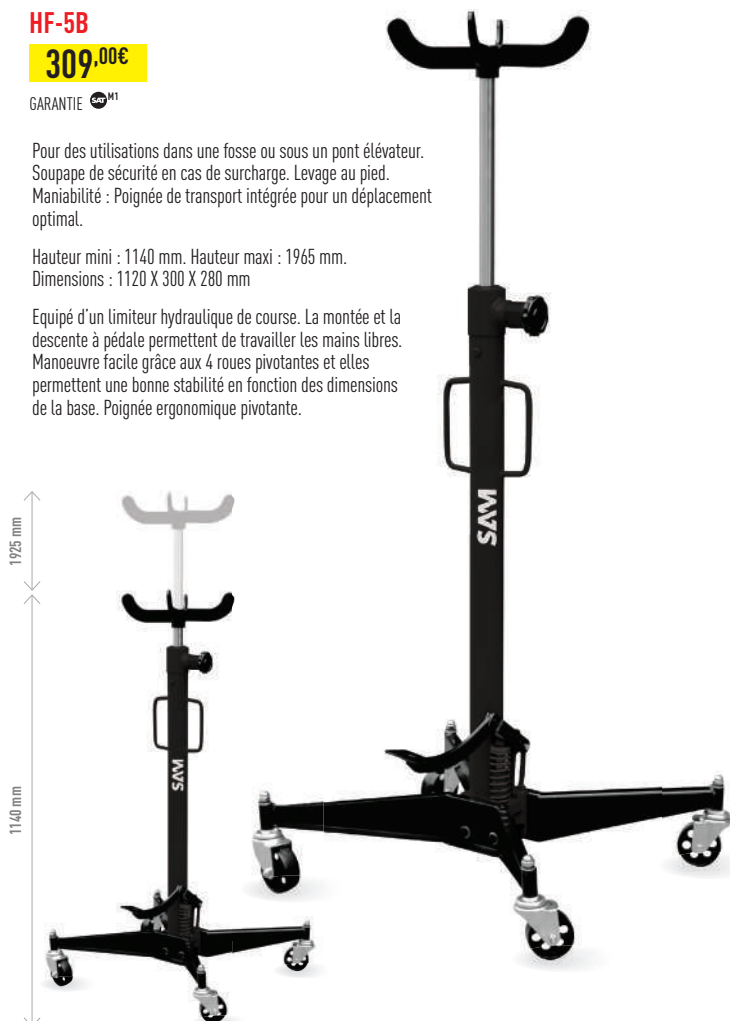 HF-5B
309,00€
GARANTIE SAT M1
Pour des utilisations dans une fosse ou sous un pont élévateur.
Soupape de sécurité en cas de surcharge. Levage au pied.
Maniabilité : Poignée de transport intégrée pour un déplacement
optimal.
Hauteur mini : 1140 mm. Hauteur maxi : 1965 mm.
Dimensions : 1120 X 300 X 280 mm
Equipé d'un limiteur hydraulique de course. La montée et la
descente à pédale permettent de travailler les mains libres.
Manoeuvre facile grâce aux 4 roues pivotantes et elles
permettent une bonne stabilité en fonction des dimensions
de la base. Poignée ergonomique pivotante.
SAM
1925 mm
1140 mm
SAM